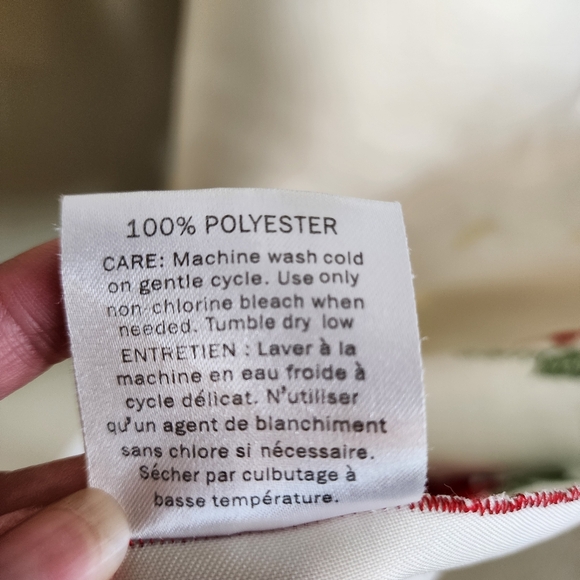 100% POLYESTER
CARE: Machine wash cold
on gentle cycle. Use only
non-chlorine bleach when
needed. Tumble dry low
ENTRETIEN : Laver à la
machine en eau froide à
cycle délicat. N'utiliser
qu'un agent de blanchiment
sans chlore si nécessaire.
Sécher par culbutage à
basse température.